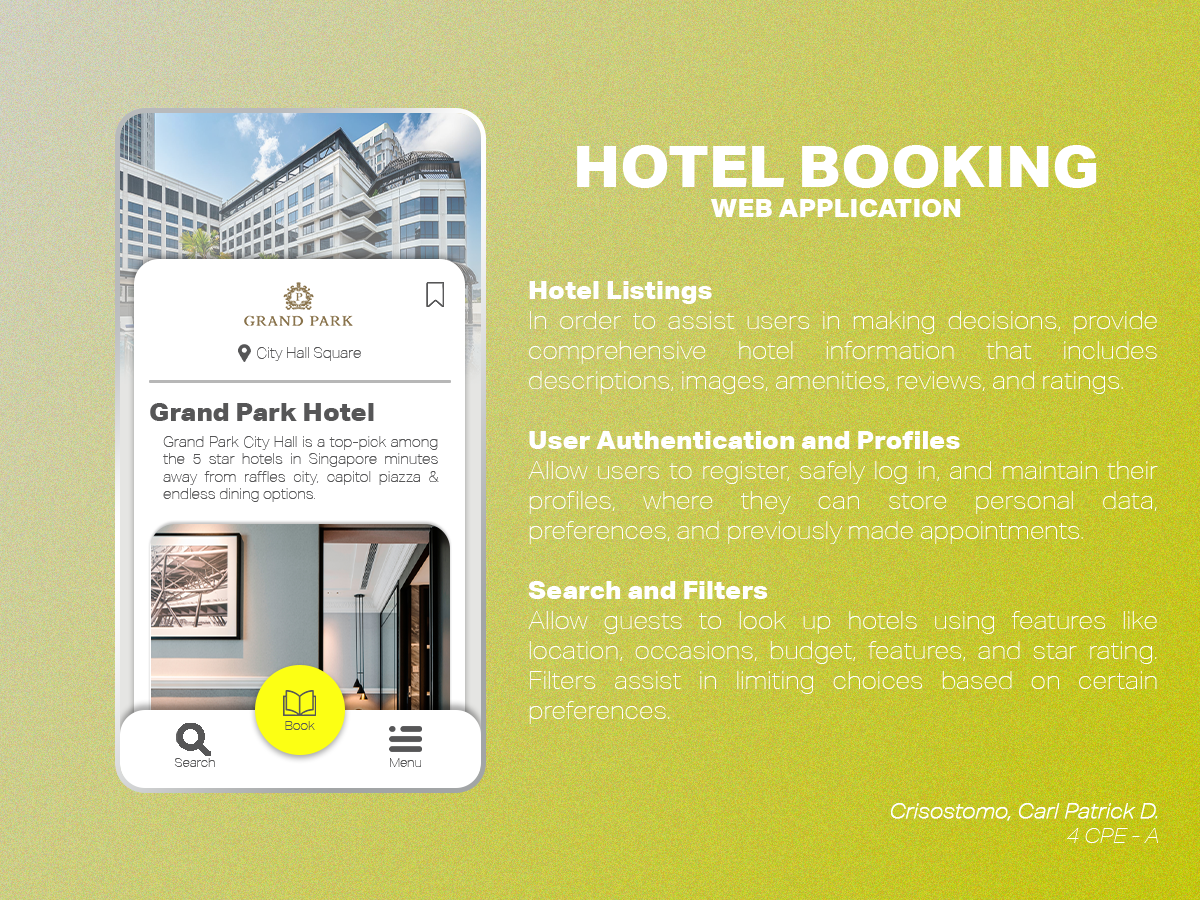 HOTEL BOOKING
WEB APPLICATION
P
GRAND PARK
City Hall Square
Grand Park Hotel
Grand Park City Hall is a top-pick among
the 5 star hotels in Singapore minutes
away from raffles city, capitol piazza &
endless dining options.
Book
Search
Menu
Hotel Listings
In order to assist users in making decisions, provide
comprehensive hotel information that includes
descriptions, images, amenities, reviews, and ratings.
User Authentication and Profiles
Allow users to register, safely log in, and maintain their
profiles, where they can store personal data,
preferences, and previously made appointments.
Search and Filters
Allow guests to look up hotels using features like
location, occasions, budget, features, and star rating.
Filters assist in limiting choices based on certain
preferences.
Crisostomo, Carl Patrick D.
4 CPE - A